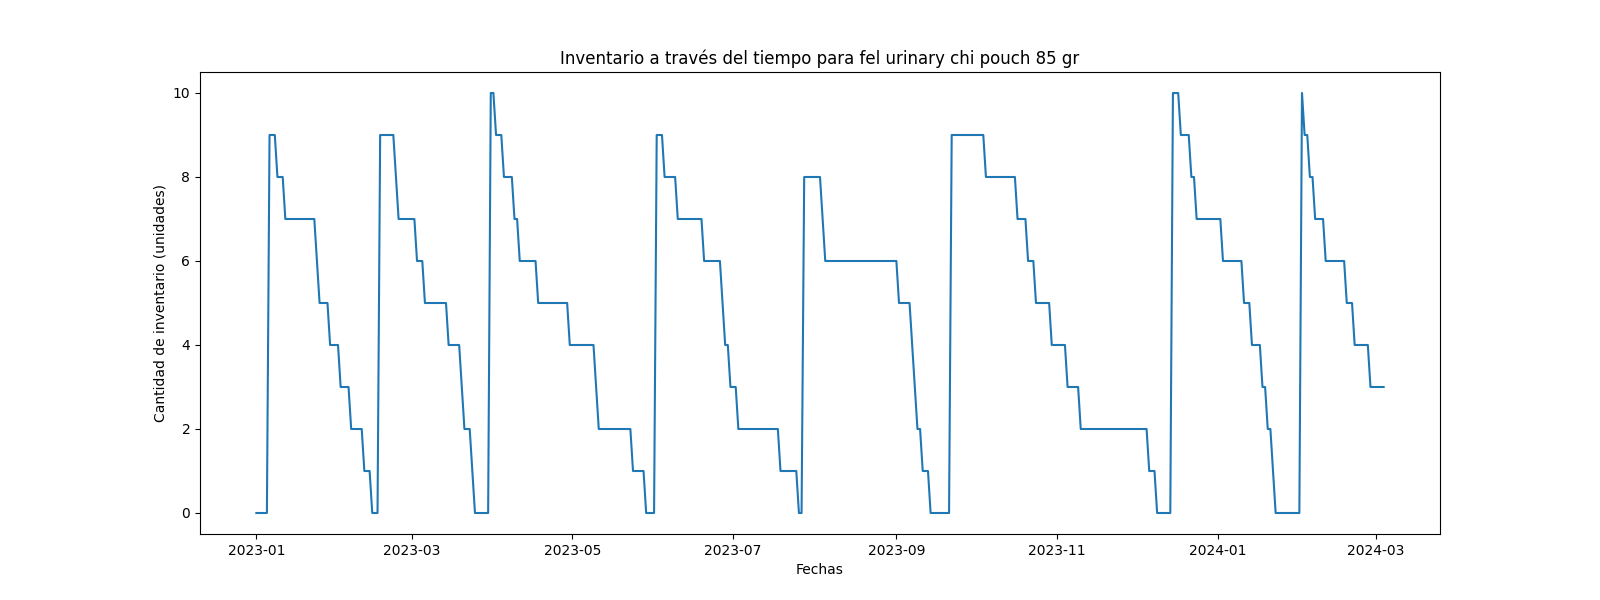 Inventario a través del tiempo para fel urinary chi pouch 85 gr
Cantidad de inventario (unidades)
10
8
6
4
2
0
2023-01 2023-03 2023-05 2023-07 2023-09 2023-11 2024-01 2024-03
Fechas